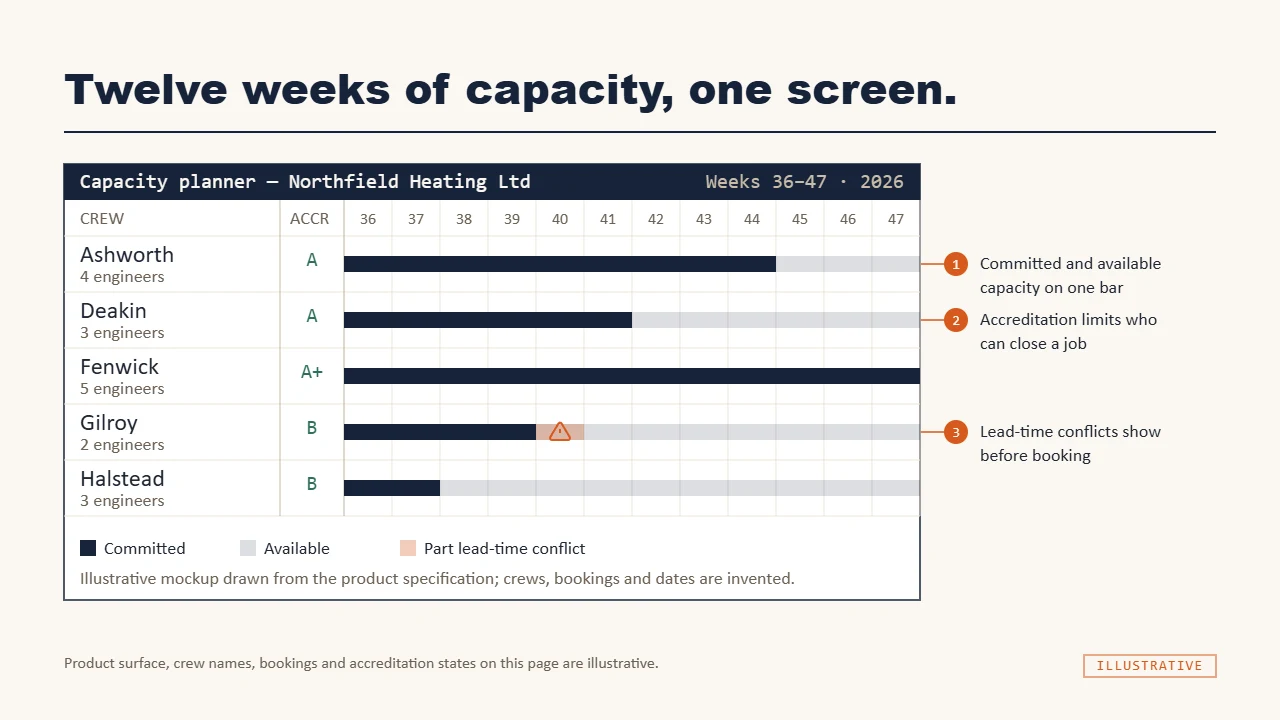 Twelve weeks of capacity, one screen.
Capacity planner — Northfield Heating Ltd
Weeks 36–47 · 2026
CREW ACCR 36 37 38 39 40 41 42 43 44 45 46 47
Ashworth
4 engineers
A
Deakin
3 engineers
A
Fenwick
5 engineers
A+
Gilroy
2 engineers
B
Halstead
3 engineers
B
1 Committed and available
capacity on one bar
2 Accreditation limits who
can close a job
3 Lead-time conflicts show
before booking
Committed Available Part lead-time conflict
Illustrative mockup drawn from the product specification; crews, bookings and dates are invented.
Product surface, crew names, bookings and accreditation states on this page are illustrative.
ILLUSTRATIVE